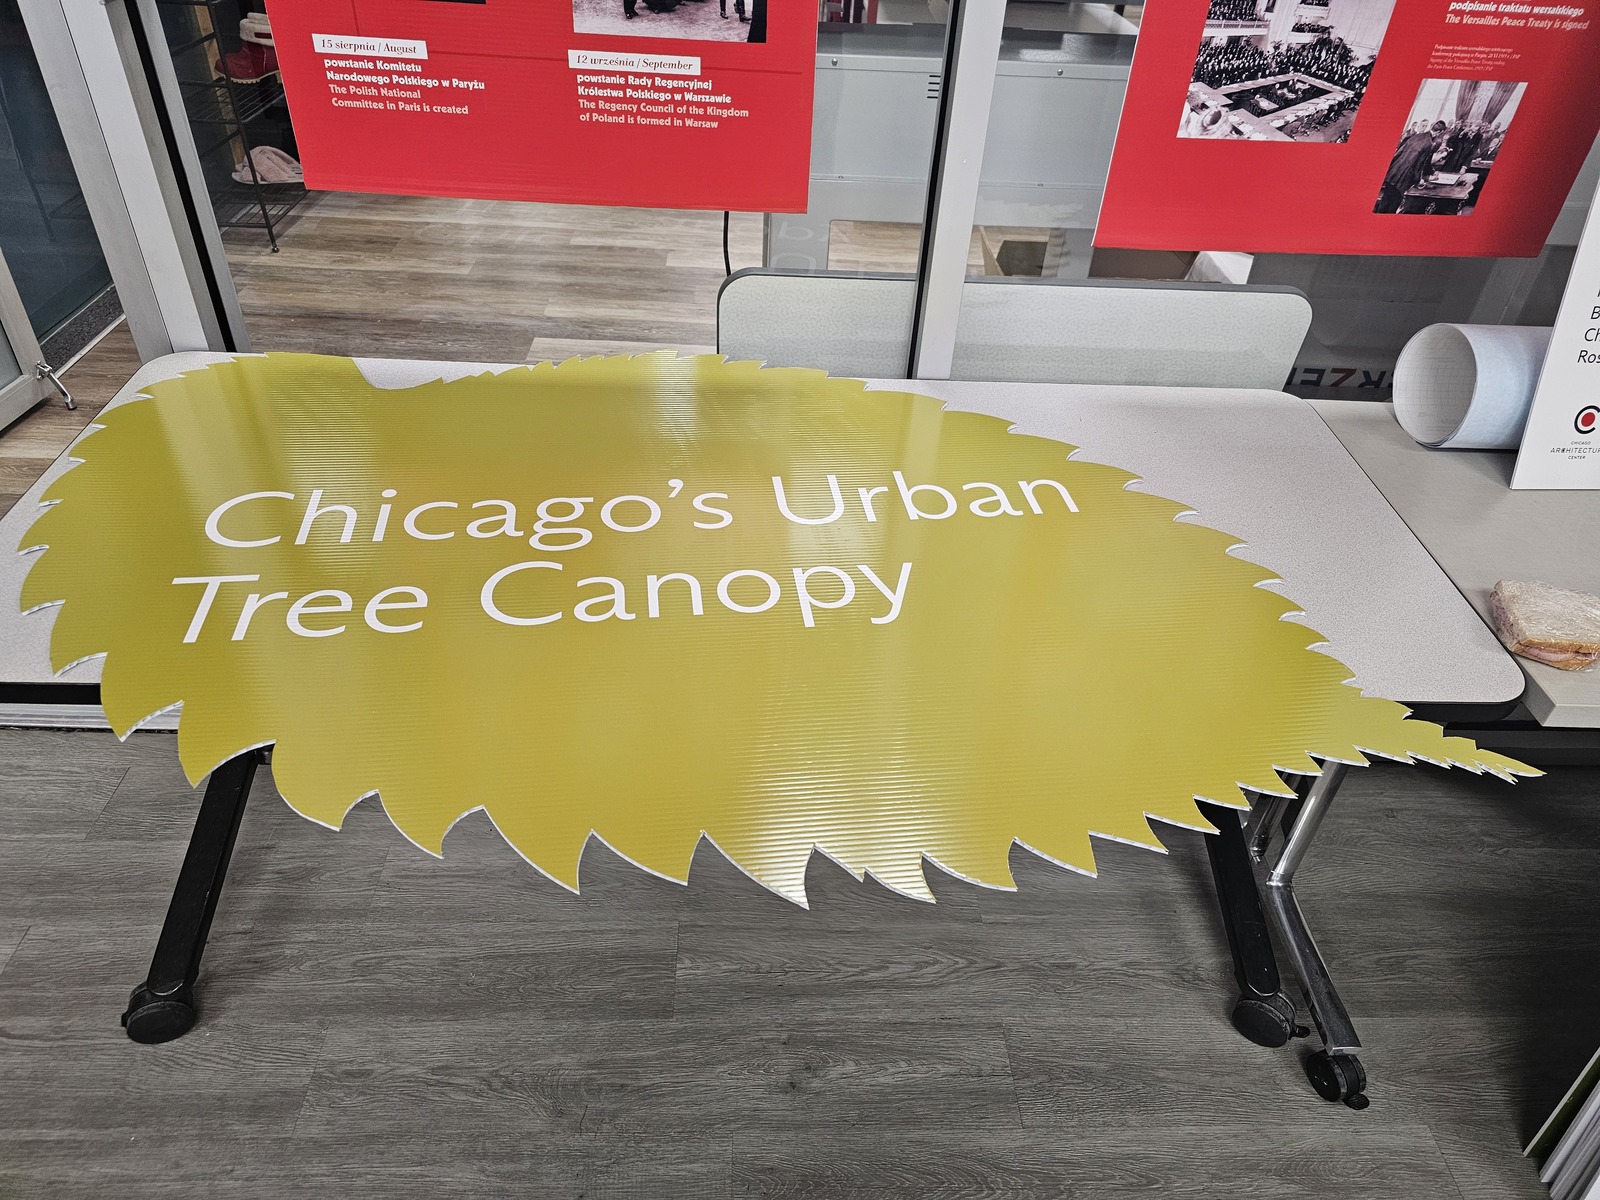 15 sierpnia / August
powstanie Komitetu
Narodowego Polskiego w Paryżu
The Polish National
Committee in Paris is created
12 września / September
powstanie Rady Regencyjnej
Królestwa Polskiego w Warszawie
The Regency Council of the Kingdom
of Poland is formed in Warsaw
podpisanie traktatu wersalskiego
The Versailles Peace Treaty is signed
Chicago's Urban
Tree Canopy
CHICAGO
ARCHITECTUR
CENTER